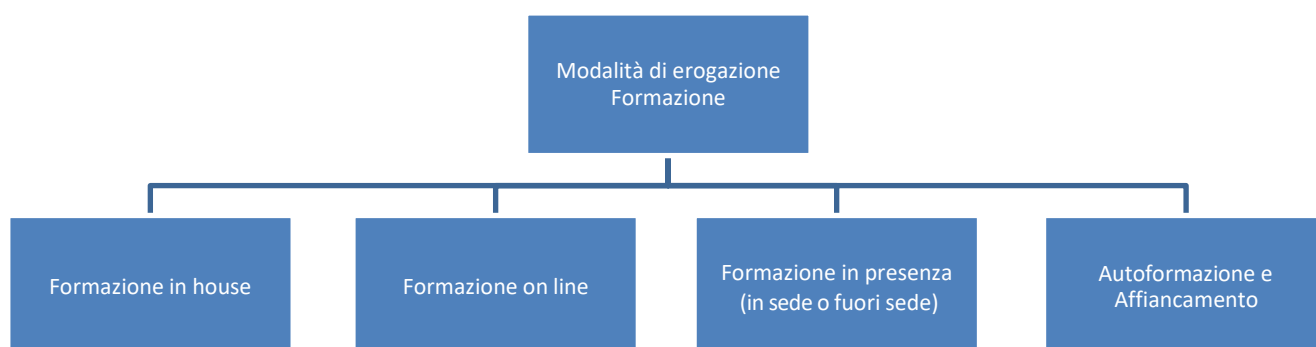 Modalità di erogazione
Formazione
Formazione in house
Formazione on line
Formazione in presenza
(in sede o fuori sede)
Autoformazione e
Affiancamento